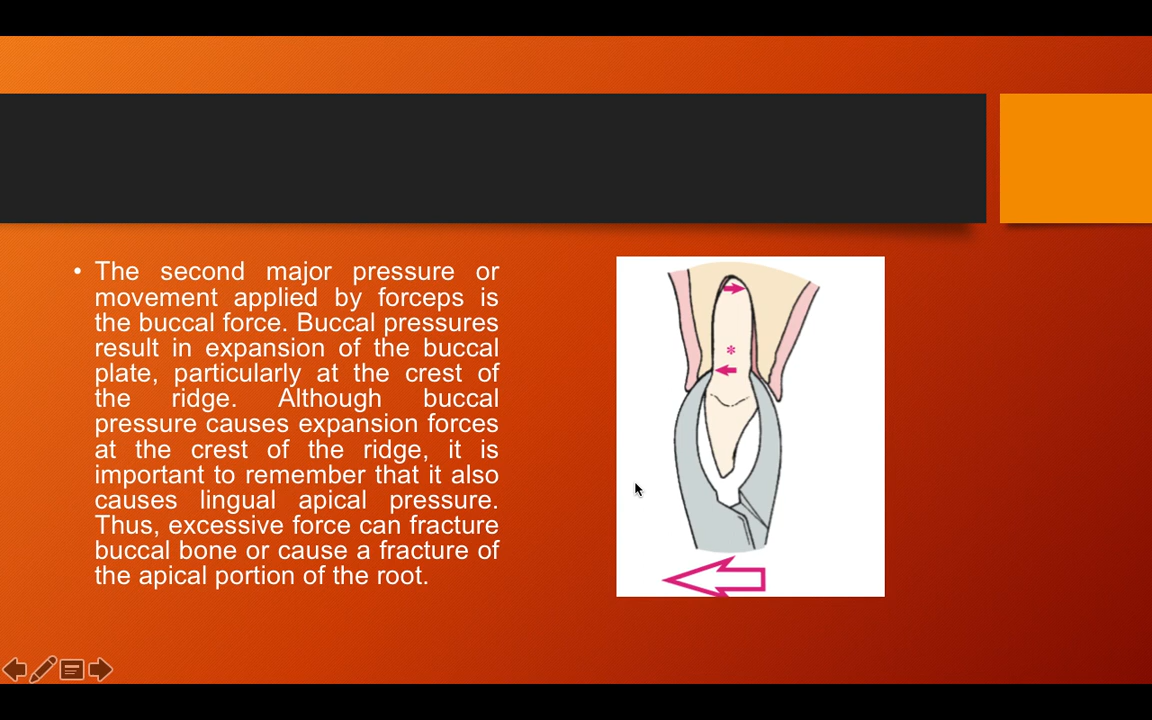 • The second major pressure or
movement applied by forceps is
the buccal force. Buccal pressures
result in expansion of the buccal
plate, particularly at the crest of
the ridge. Although buccal
pressure causes expansion forces
at the crest of the ridge, it is
important to remember that it also
causes lingual apical pressure.
Thus, excessive force can fracture
buccal bone or cause a fracture of
the apical portion of the root.
*